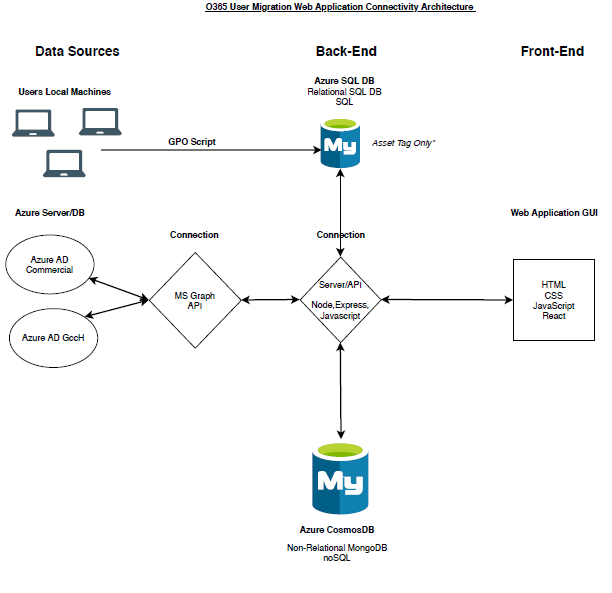 O365 User Migration Web Application Connectivity Architecture
Data Sources
Back-End
Front-End
Users Local Machines
Azure SQL DB
Relational SQL DB
SQL
My
GPO Script
Asset Tag Only"
Azure Server/DB
Connection
Connection
Web Application GUI
Azure AD
Commercial
MS Graph
API
Server/API
Node,Express,
Javascript
HTML
CSS
JavaScript
React
Azure AD GccH
My
Azure CosmosDB
Non-Relational MongoDB
noSQL